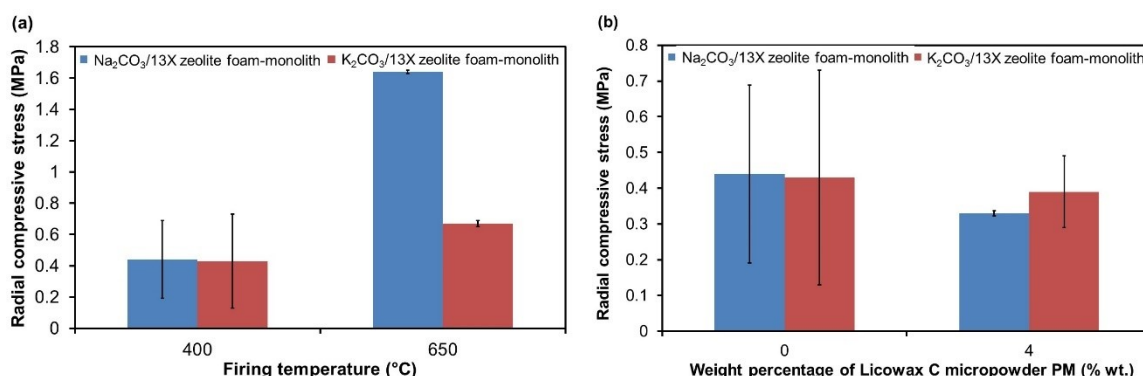 (a)
Radial compressive stress (MPa)
1.8
1.6
1.4
1.2
1
0.8
0.6
0.4
0.2
0
Na₂CO₃/13X zeolite foam-monolith K₂CO₃/13X zeolite foam-monolith
400 650
Firing temperature (°C)
(b)
Radial compressive stress (MPa)
0.8
0.7
0.6
0.5
0.4
0.3
0.2
0.1
0
Na₂CO₃/13X zeolite foam-monolith K₂CO₃/13X zeolite foam-monolith
0 4
Weight percentage of Licowax C micropowder PM (% wt.)